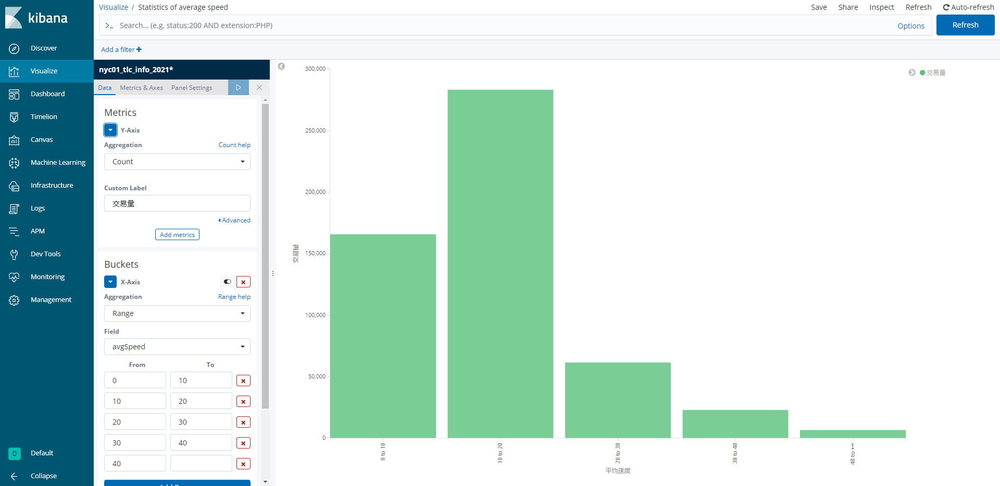 kibana
Discover
Visualize
Dashboard
Timelion
Canvas
Machine Learning
Infrastructure
Logs
APM
Dev Tools
Monitoring
Management
D Default
Collapse
Visualize / Statistics of average speed
Save Share Inspect Refresh Auto-refresh
>_ Search... (e.g. status:200 AND extension:PHP)
Options
Refresh
Add a filter +
nyc01_tlc_info_2021*
Data Metrics & Axes Panel Settings
Metrics
Y-Axis
Aggregation Count help
Count
Custom Label
交易量
Advanced
Add metrics
Buckets
X-Axis
Aggregation Range help
Range
Field
avgSpeed
From To
0 10
10 20
20 30
30 40
40
交易量
300,000
250,000
200,000
150,000
100,000
50,000
0
交易量
0 to 10
10 to 20
20 to 30
30 to 40
40 to +∞
平均速度